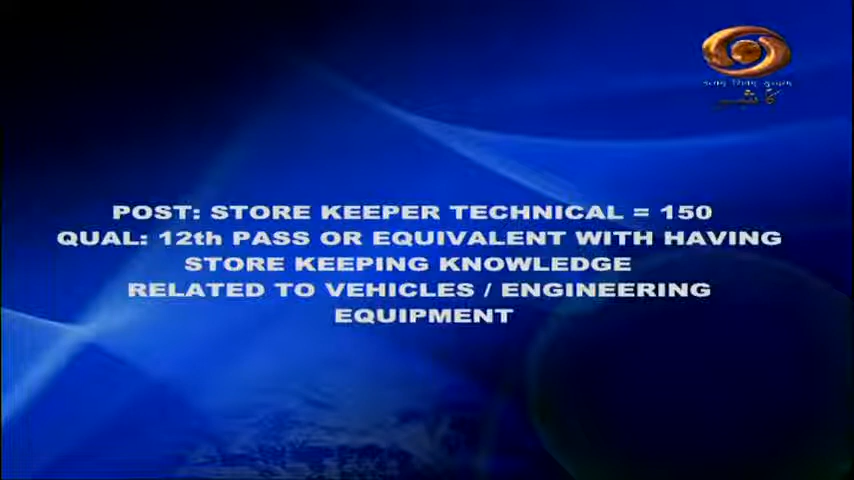 كأشیر
POST: STORE KEEPER TECHNICAL = 150
QUAL: 12th PASS OR EQUIVALENT WITH HAVING
STORE KEEPING KNOWLEDGE
RELATED TO VEHICLES / ENGINEERING
EQUIPMENT